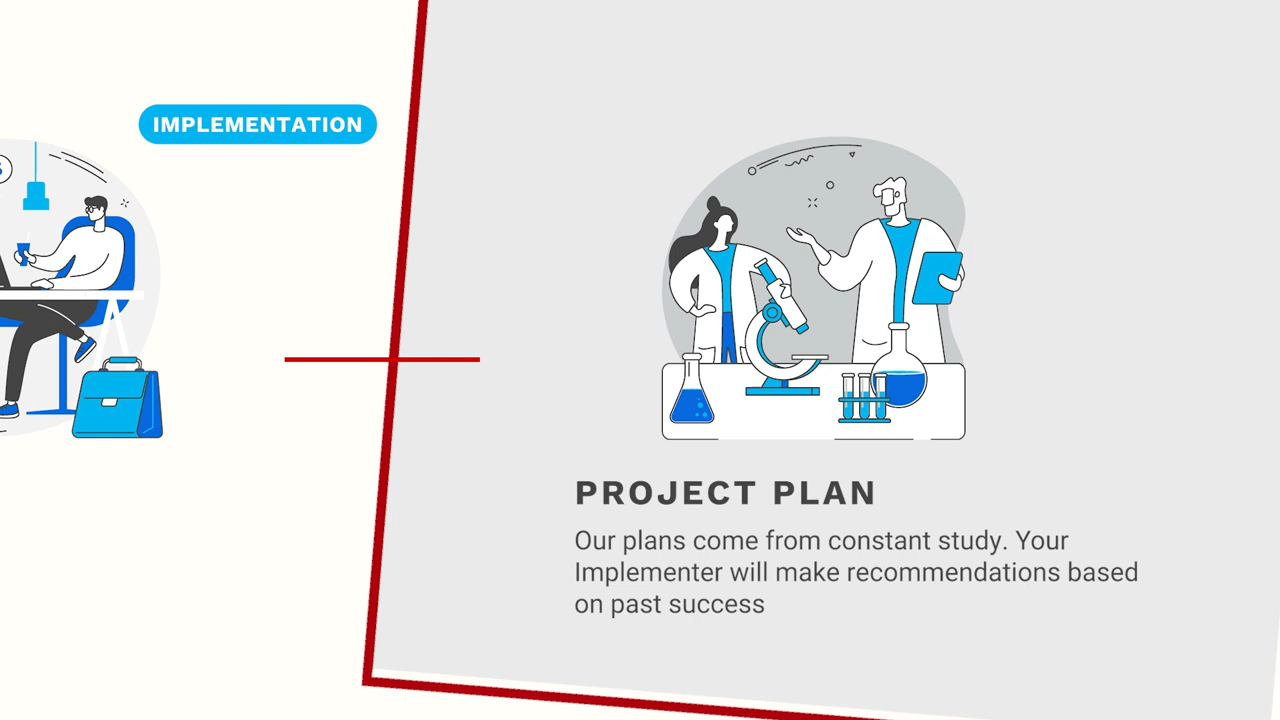 IMPLEMENTATION
PROJECT PLAN
Our plans come from constant study. Your
Implementer will make recommendations based
on past success